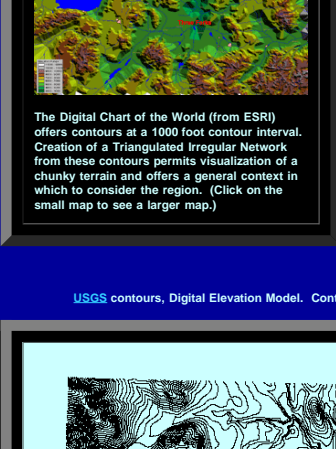 The Digital Chart of the World (from ESRI)
offers contours at a 1000 foot contour interval.
Creation of a Triangulated Irregular Network
from these contours permits visualization of a
chunky terrain and offers a general context in
which to consider the region.  (Click on the
small map to see a larger map.)
USGS contours, Digital Elevation Model.  Cont